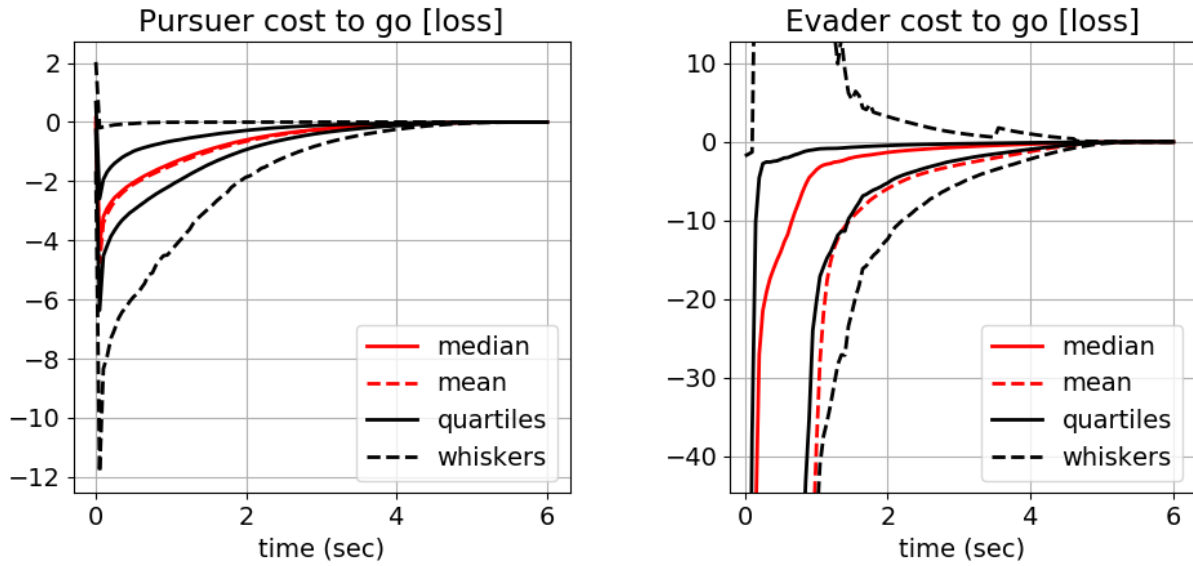 Pursuer cost to go [loss]
2
0
−2
−4
−6
−8
−10
−12
0
2
4
6
time (sec)
median
mean
quartiles
whiskers
Evader cost to go [loss]
10
0
−10
−20
−30
−40
0
2
4
6
time (sec)
median
mean
quartiles
whiskers